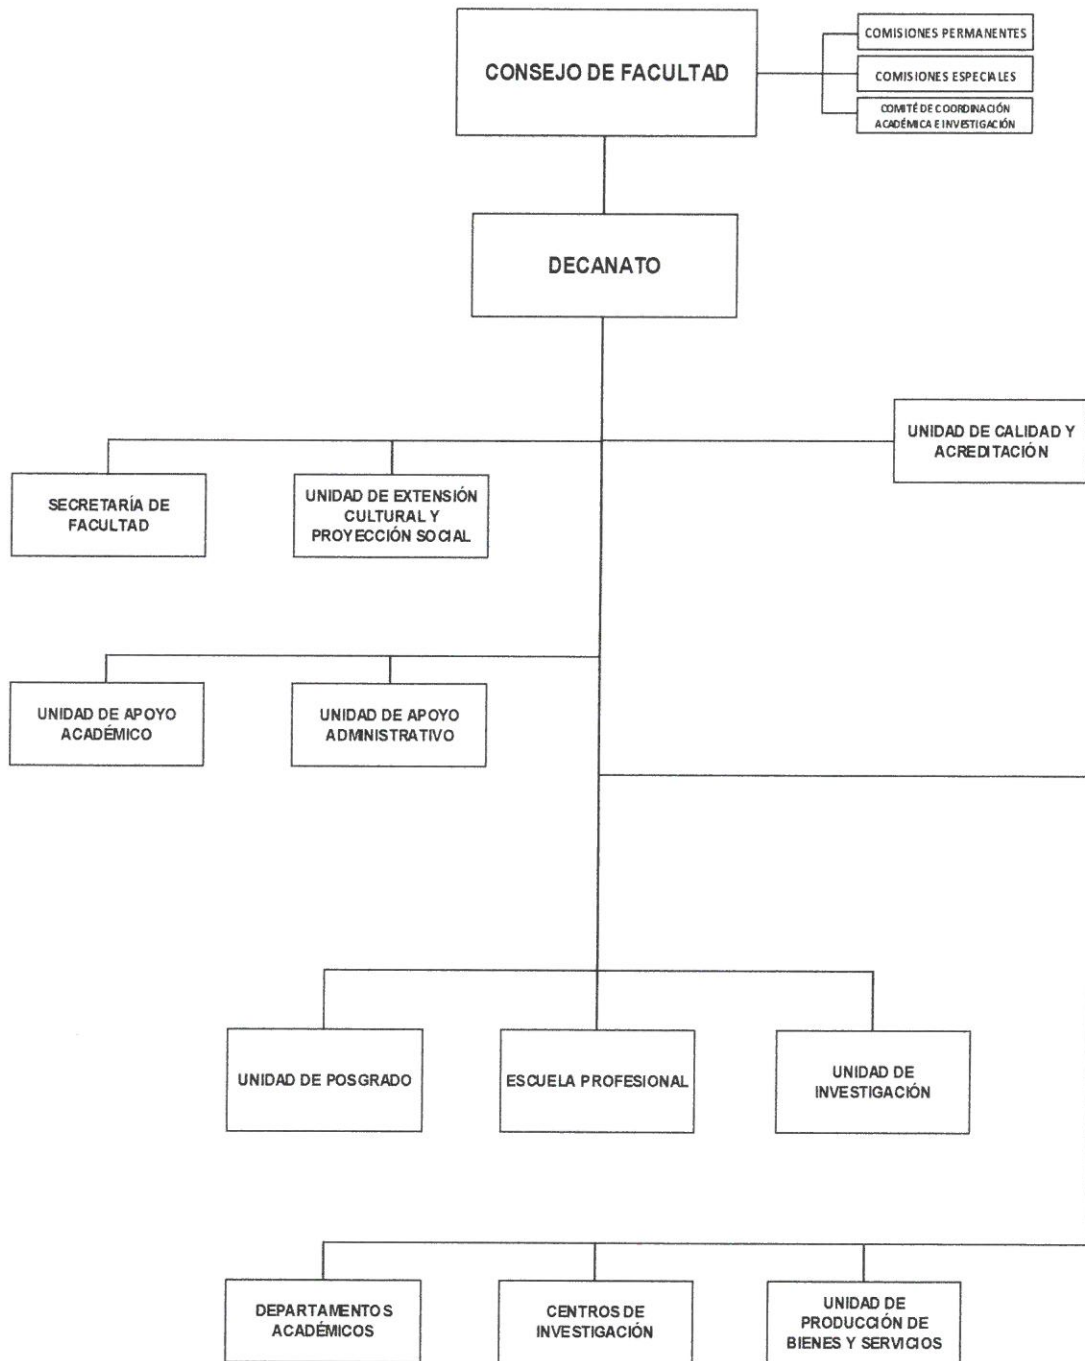 CONSEJO DE FACULTAD
COMISIONES PERMANENTES
COMISIONES ESPECIALES
COMITÉ DE COORDINACIÓN
ACADÉMICA E INVESTIGACIÓN
DECANATO
UNIDAD DE CALIDAD Y
ACREDITACIÓN
SECRETARÍA DE
FACULTAD
UNIDAD DE EXTENSIÓN
CULTURAL Y
PROYECCIÓN SOCIAL
UNIDAD DE APOYO
ACADÉMICO
UNIDAD DE APOYO
ADMINISTRATIVO
UNIDAD DE POSGRADO
ESCUELA PROFESIONAL
UNIDAD DE
INVESTIGACIÓN
DEPARTAMENTOS
ACADÉMICOS
CENTROS DE
INVESTIGACIÓN
UNIDAD DE
PRODUCCIÓN DE
BIENES Y SERVICIOS